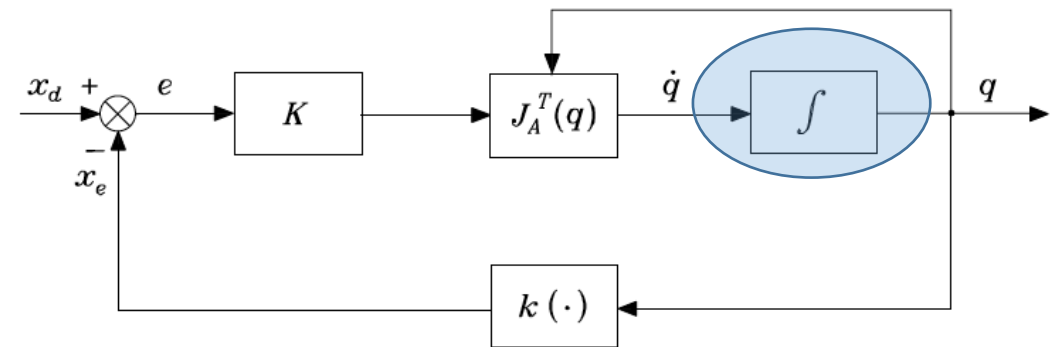 x_d + e K J_A^T(q) q̇ ∫ q
−
x_e
k (·)